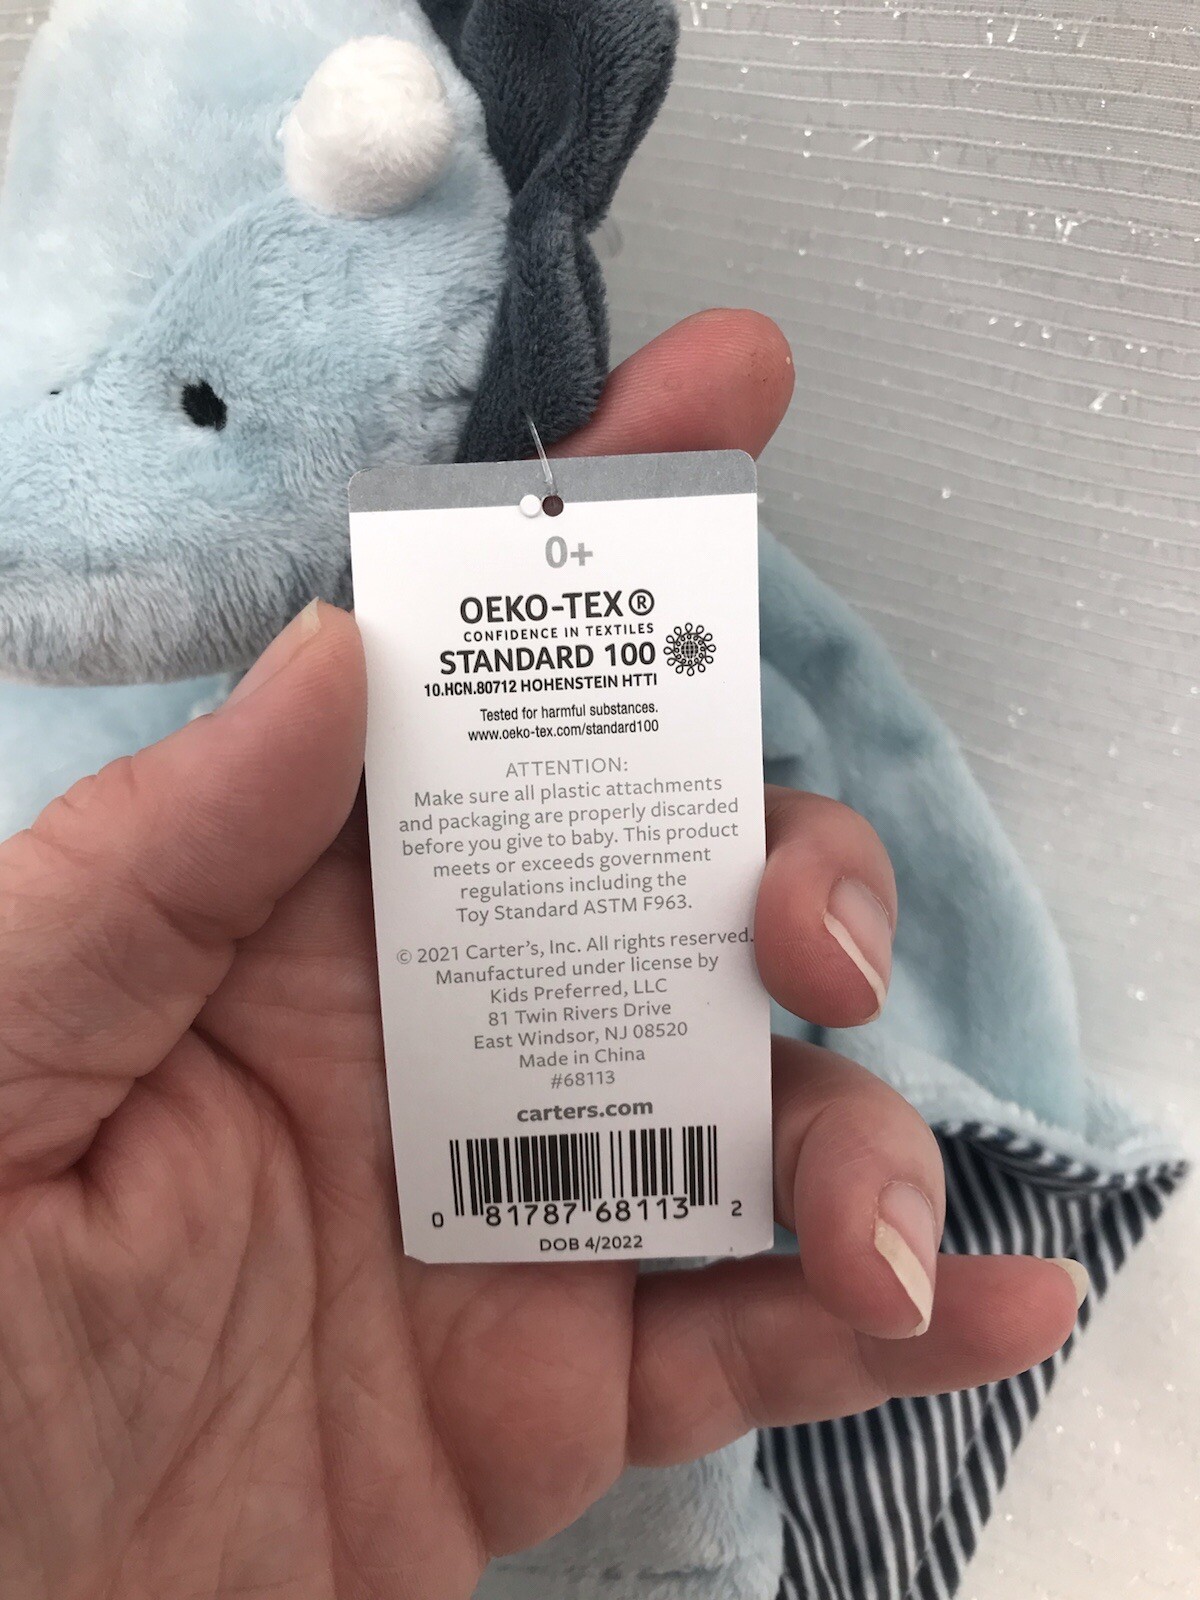 0+
OEKO-TEX®
CONFIDENCE IN TEXTILES
STANDARD 100
10.HCN.80712 HOHENSTEIN HTTI
Tested for harmful substances.
www.oeko-tex.com/standard100
ATTENTION:
Make sure all plastic attachments
and packaging are properly discarded
before you give to baby. This product
meets or exceeds government
regulations including the
Toy Standard ASTM F963.
© 2021 Carter's, Inc. All rights reserved.
Manufactured under license by
Kids Preferred, LLC
81 Twin Rivers Drive
East Windsor, NJ 08520
Made in China
#68113
carters.com
0 81787 68113 2
DOB 4/2022